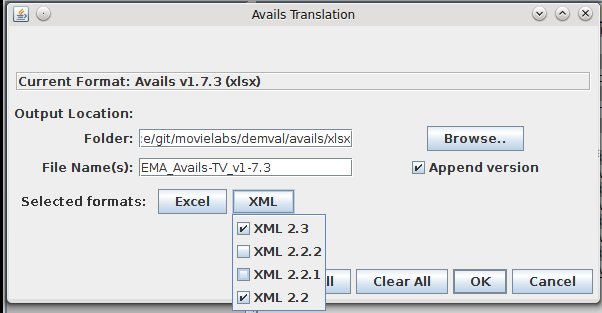 Avails Translation
Current Format: Avails v1.7.3 (xlsx)
Output Location:
Folder: :e/git/movielabs/demval/avails/xlsx Browse..
File Name(s): EMA_Avails-TV_v1-7.3 Append version
Selected formats: Excel XML
XML 2.3
XML 2.2.2
XML 2.2.1
XML 2.2
Clear All OK Cancel